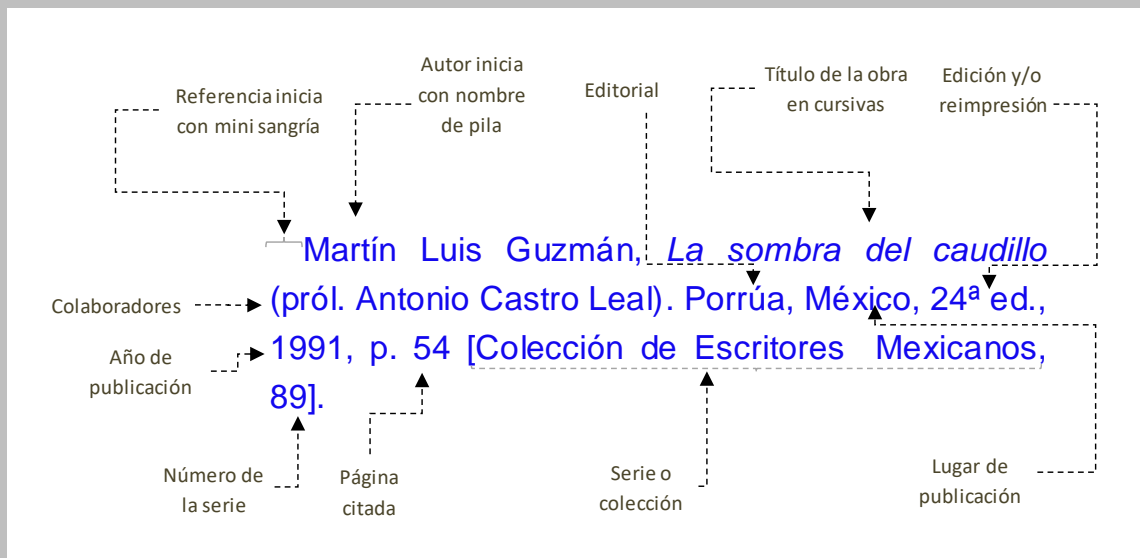 Referencia inicia
con mini sangría
Autor inicia
con nombre
de pila
Editorial
Título de la obra
en cursivas
Edición y/o
reimpresión
Martín Luis Guzmán, La sombra del caudillo
(pról. Antonio Castro Leal). Porrúa, México, 24ª ed.,
1991, p. 54 [Colección de Escritores Mexicanos,
89].
Colaboradores
Año de
publicación
Número de
la serie
Página
citada
Serie o
colección
Lugar de
publicación